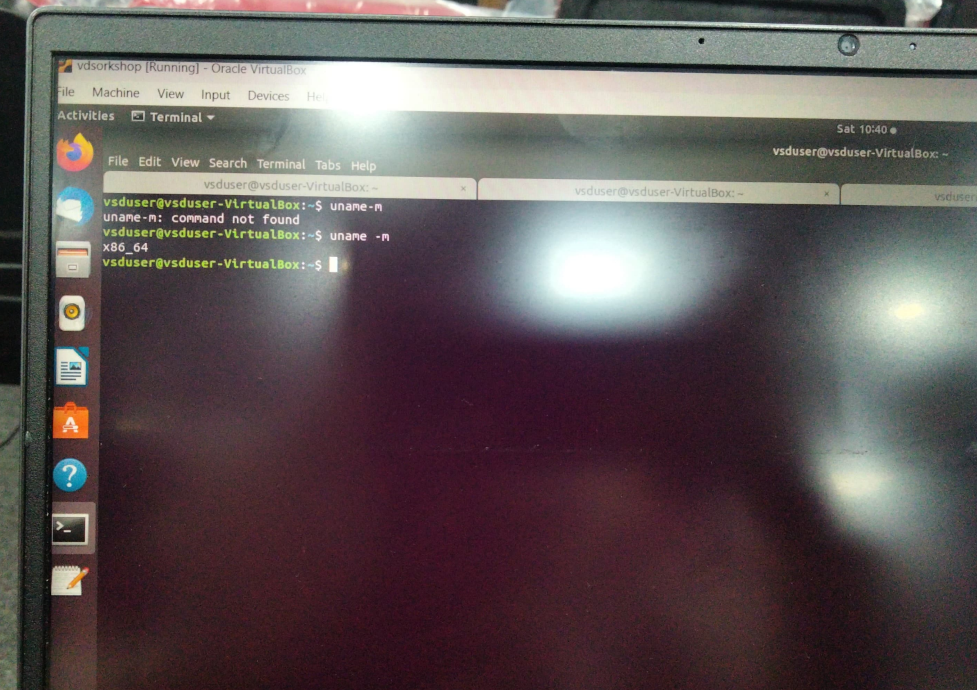 vdsorkshop [Running] - Oracle VirtualBox
File Machine View Input Devices
Activities Terminal Sat 10:40
vsduser@vsduser-VirtualBox: ~
File Edit View Search Terminal Tabs Help
vsduser@vsduser-VirtualBox: ~ × vsduser@vsduser-VirtualBox: ~ × vsduser
vsduser@vsduser-VirtualBox:~$ uname-m
uname-m: command not found
vsduser@vsduser-VirtualBox:~$ uname -m
x86_64
vsduser@vsduser-VirtualBox:~$